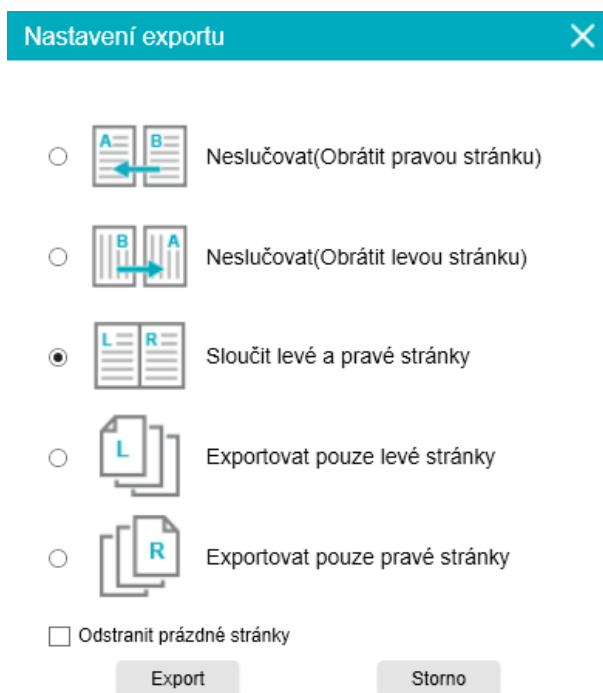 Nastavení exportu
A B Neslučovat(Obrátit pravou stránku)
B A Neslučovat(Obrátit levou stránku)
L R Sloučit levé a pravé stránky
L Exportovat pouze levé stránky
R Exportovat pouze pravé stránky
Odstranit prázdné stránky
Export Storno